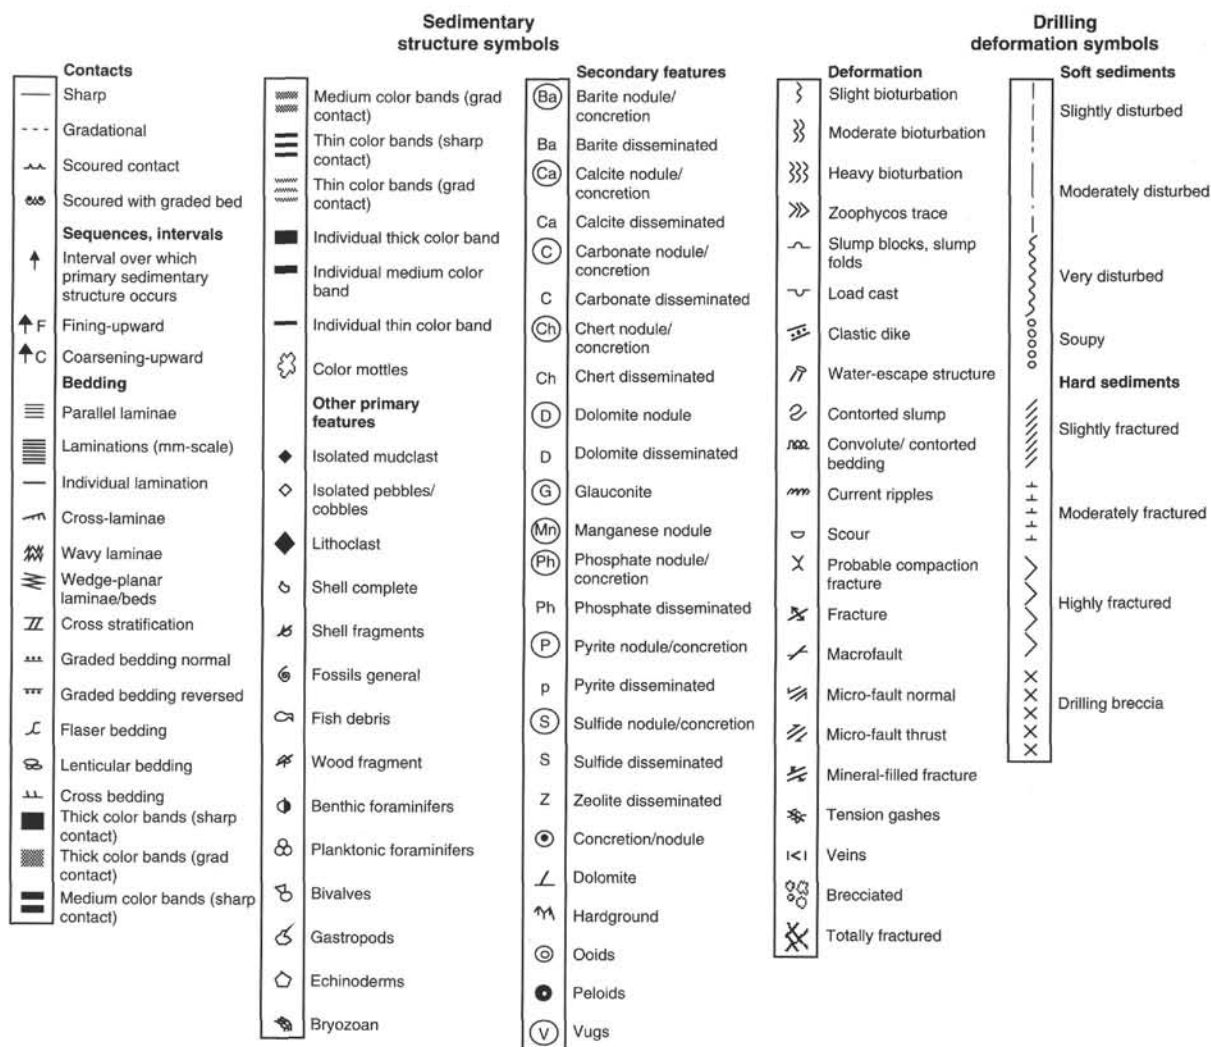 Sedimentary
structure symbols
Drilling
deformation symbols
Contacts
Sharp
Gradational
Scoured contact
Scoured with graded bed
Sequences, intervals
Interval over which
primary sedimentary
structure occurs
F Fining-upward
C Coarsening-upward
Bedding
Parallel laminae
Laminations (mm-scale)
Individual lamination
Cross-laminae
Wavy laminae
Wedge-planar
laminae/beds
Cross stratification
Graded bedding normal
Graded bedding reversed
Flaser bedding
Lenticular bedding
Cross bedding
Thick color bands (sharp
contact)
Thick color bands (grad
contact)
Medium color bands (sharp
contact)
Medium color bands (grad
contact)
Thin color bands (sharp
contact)
Thin color bands (grad
contact)
Individual thick color band
Individual medium color
band
Individual thin color band
Color mottles
Other primary
features
Isolated mudclast
Isolated pebbles/
cobbles
Lithoclast
Shell complete
Shell fragments
Fossils general
Fish debris
Wood fragment
Benthic foraminifers
Planktonic foraminifers
Bivalves
Gastropods
Echinoderms
Bryozoan
Secondary features
Ba Barite nodule/
concretion
Ba Barite disseminated
Ca Calcite nodule/
concretion
Ca Calcite disseminated
C Carbonate nodule/
concretion
C Carbonate disseminated
Ch Chert nodule/
concretion
Ch Chert disseminated
D Dolomite nodule
D Dolomite disseminated
G Glauconite
Mn Manganese nodule
Ph Phosphate nodule/
concretion
Ph Phosphate disseminated
P Pyrite nodule/concretion
p Pyrite disseminated
S Sulfide nodule/concretion
S Sulfide disseminated
Z Zeolite disseminated
Concretion/nodule
Dolomite
Hardground
Ooids
Peloids
V Vugs
Deformation
Slight bioturbation
Moderate bioturbation
Heavy bioturbation
Zoophycos trace
Slump blocks, slump
folds
Load cast
Clastic dike
Water-escape structure
Contorted slump
Convolute/ contorted
bedding
Current ripples
Scour
Probable compaction
fracture
Fracture
Macrofault
Micro-fault normal
Micro-fault thrust
Mineral-filled fracture
Tension gashes
Veins
Brecciated
Totally fractured
Soft sediments
Slightly disturbed
Moderately disturbed
Very disturbed
Soupy
Hard sediments
Slightly fractured
Moderately fractured
Highly fractured
Drilling breccia